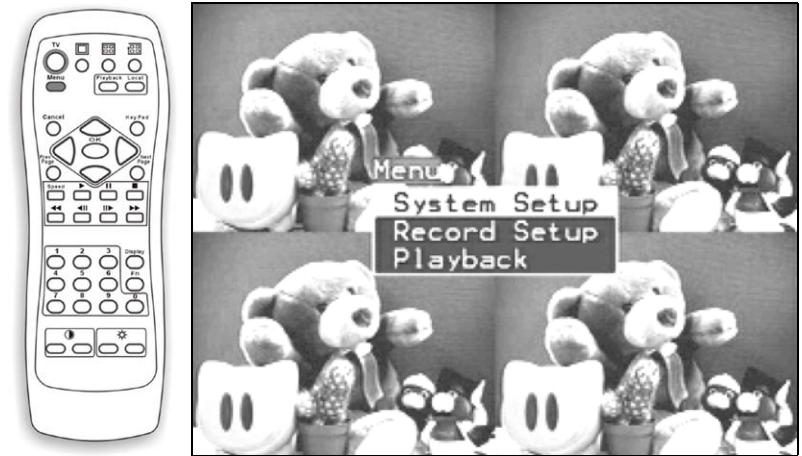 TV
Menu
Playback Local
Cancel Key Pad
OK
Prev Page Next Page
Speed
1 2 3 Display
4 5 6 Fn
7 8 9 0
Menu
System Setup
Record Setup
Playback